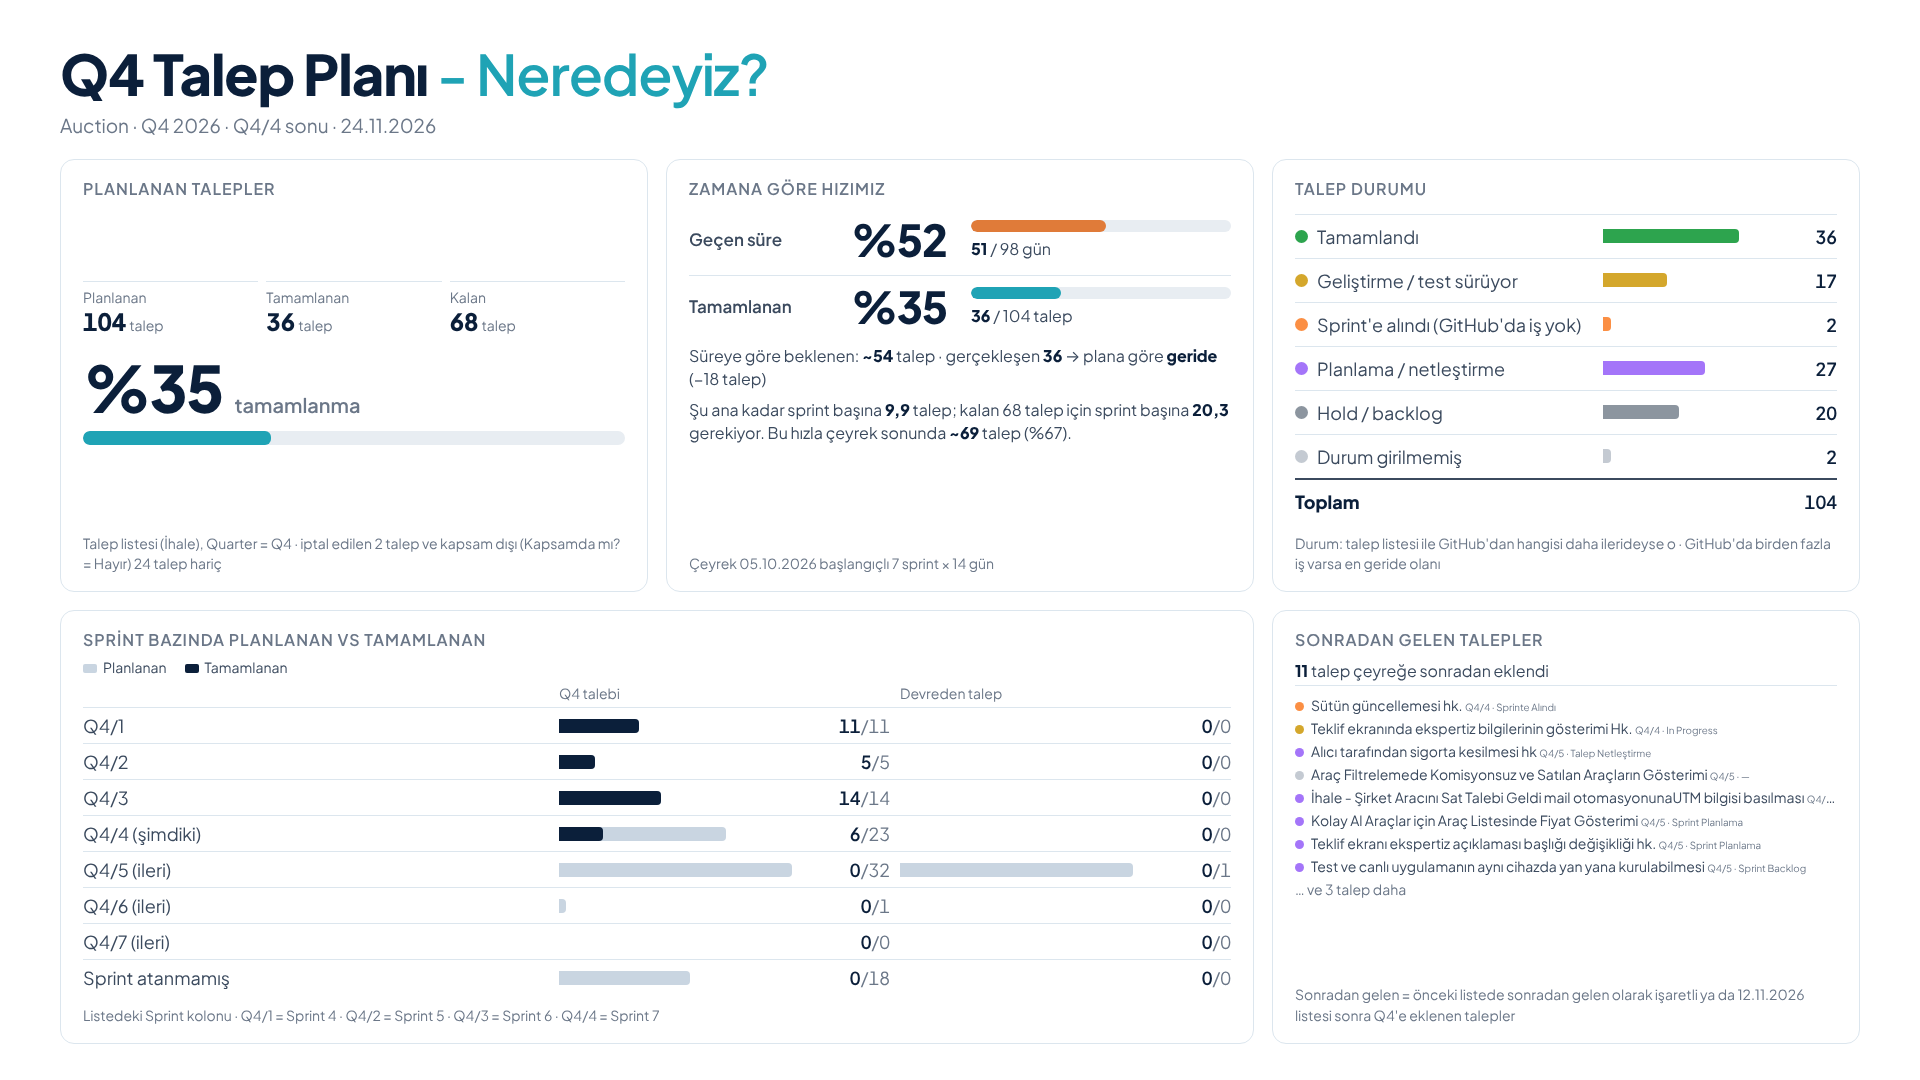 Q4 Talep Planı - Neredeyiz?
Auction · Q4 2026 · Q4/4 sonu · 24.11.2026
PLANLANAN TALEPLER
Planlanan Tamamlanan Kalan
104 talep 36 talep 68 talep
%35 tamamlanma
Talep listesi (İhale), Quarter = Q4 · iptal edilen 2 talep ve kapsam dışı (Kapsamda mı?
= Hayır) 24 talep hariç
ZAMANA GÖRE HIZIMIZ
Geçen süre %52 51 / 98 gün
Tamamlanan %35 36 / 104 talep
Süreye göre beklenen: ~54 talep · gerçekleşen 36 → plana göre geride
(−18 talep)
Şu ana kadar sprint başına 9,9 talep; kalan 68 talep için sprint başına 20,3
gerekiyor. Bu hızla çeyrek sonunda ~69 talep (%67).
Çeyrek 05.10.2026 başlangıçlı 7 sprint × 14 gün
TALEP DURUMU
Tamamlandı 36
Geliştirme / test sürüyor 17
Sprint'e alındı (GitHub'da iş yok) 2
Planlama / netleştirme 27
Hold / backlog 20
Durum girilmemiş 2
Toplam 104
Durum: talep listesi ile GitHub'dan hangisi daha ilerideyse o · GitHub'da birden fazla
iş varsa en geride olanı
SPRİNT BAZINDA PLANLANAN VS TAMAMLANAN
Planlanan Tamamlanan
Q4 talebi Devreden talep
Q4/1 11/11 0/0
Q4/2 5/5 0/0
Q4/3 14/14 0/0
Q4/4 (şimdiki) 6/23 0/0
Q4/5 (ileri) 0/32 0/1
Q4/6 (ileri) 0/1 0/0
Q4/7 (ileri) 0/0 0/0
Sprint atanmamış 0/18 0/0
Listedeki Sprint kolonu · Q4/1 = Sprint 4 · Q4/2 = Sprint 5 · Q4/3 = Sprint 6 · Q4/4 = Sprint 7
SONRADAN GELEN TALEPLER
11 talep çeyreğe sonradan eklendi
Sütün güncellemesi hk. Q4/4 · Sprinte Alındı
Teklif ekranında ekspertiz bilgilerinin gösterimi Hk. Q4/4 · In Progress
Alıcı tarafından sigorta kesilmesi hk Q4/5 · Talep Netleştirme
Araç Filtrelemede Komisyonsuz ve Satılan Araçların Gösterimi Q4/5 · —
İhale - Şirket Aracını Sat Talebi Geldi mail otomasyonunaUTM bilgisi basılması Q4/...
Kolay Al Araçlar için Araç Listesinde Fiyat Gösterimi Q4/5 · Sprint Planlama
Teklif ekranı ekspertiz açıklaması başlığı değişikliği hk. Q4/5 · Sprint Planlama
Test ve canlı uygulamanın aynı cihazda yan yana kurulabilmesi Q4/5 · Sprint Backlog
... ve 3 talep daha
Sonradan gelen = önceki listede sonradan gelen olarak işaretli ya da 12.11.2026
listesi sonra Q4'e eklenen talepler